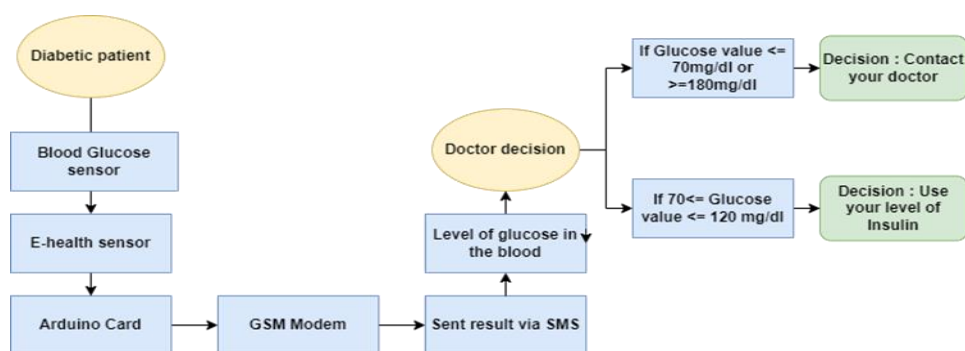 Diabetic patient
Blood Glucose
sensor
E-health sensor
Arduino Card
GSM Modem
Sent result via SMS
Level of glucose in
the blood
Doctor decision
If Glucose value <=
70mg/dl or
>=180mg/dl
Decision : Contact
your doctor
If 70<= Glucose
value <= 120 mg/dl
Decision : Use
your level of
Insulin